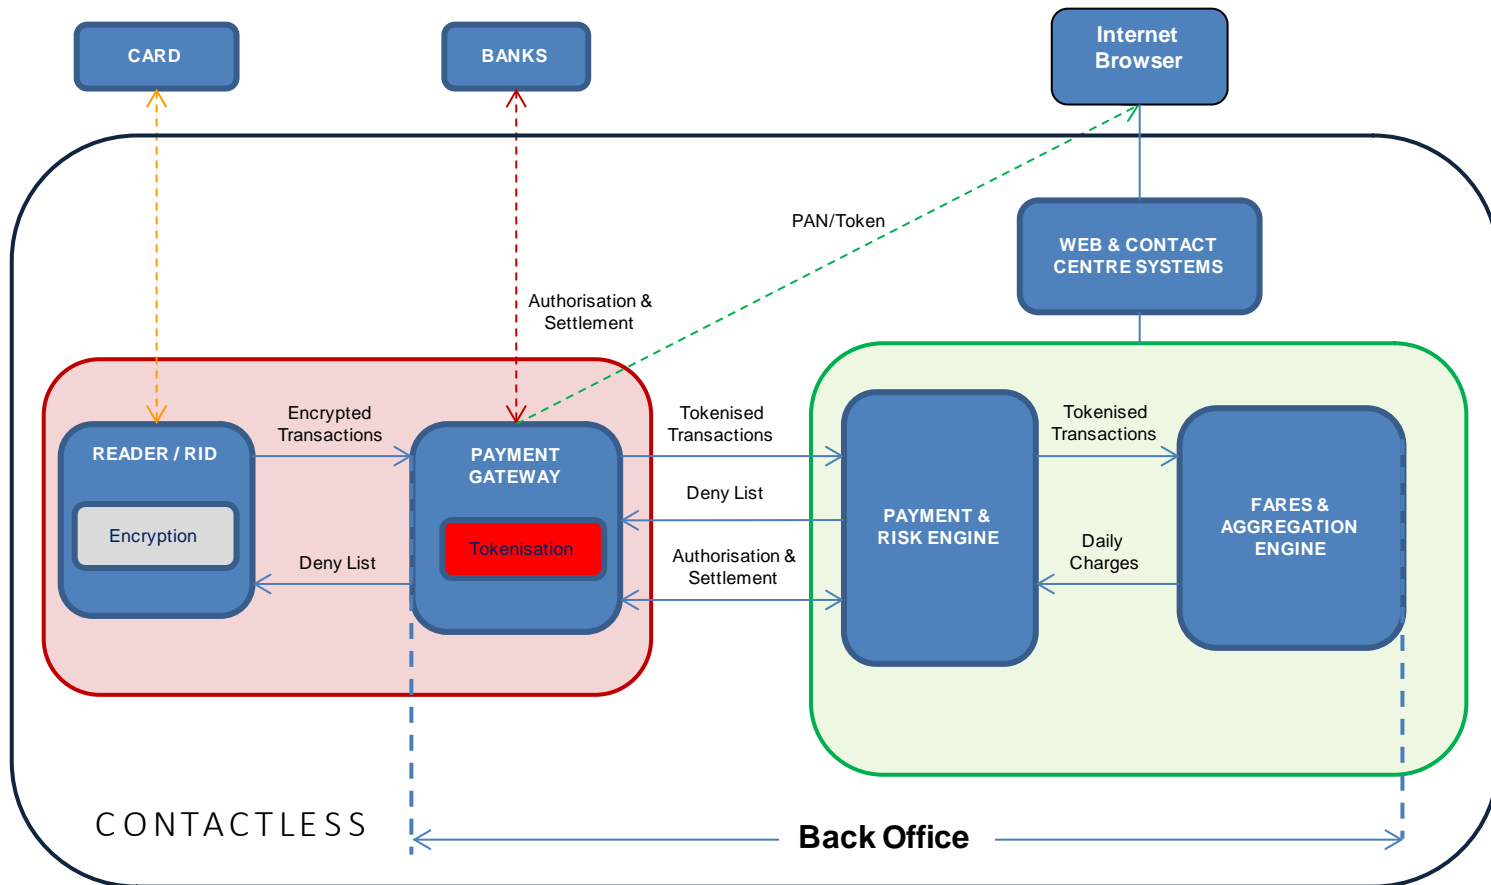 CARD
BANKS
Internet
Browser
PAN/Token
WEB & CONTACT
CENTRE SYSTEMS
Authorisation &
Settlement
READER / RID
Encryption
Encrypted
Transactions
Deny List
PAYMENT
GATEWAY
Tokenisation
Tokenised
Transactions
Deny List
Authorisation &
Settlement
PAYMENT &
RISK ENGINE
Tokenised
Transactions
Daily
Charges
FARES &
AGGREGATION
ENGINE
CONTACTLESS
Back Office